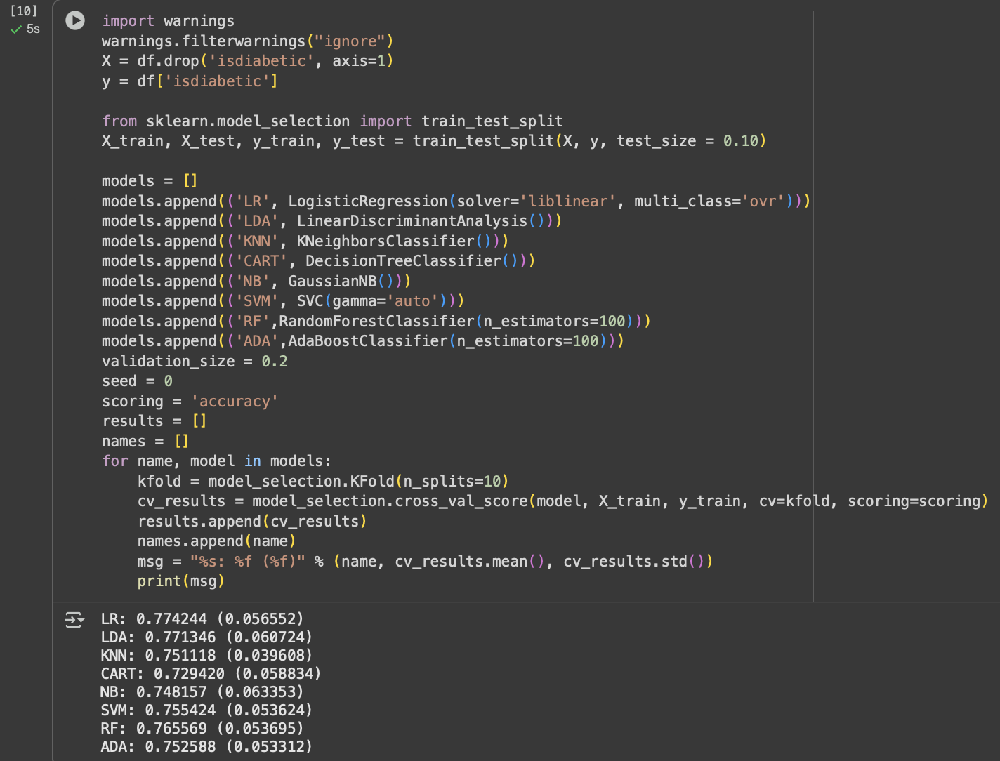 [10]
5s
import warnings
warnings.filterwarnings("ignore")
X = df.drop('isdiabetic', axis=1)
y = df['isdiabetic']

from sklearn.model_selection import train_test_split
X_train, X_test, y_train, y_test = train_test_split(X, y, test_size = 0.10)

models = []
models.append(('LR', LogisticRegression(solver='liblinear', multi_class='ovr')))
models.append(('LDA', LinearDiscriminantAnalysis()))
models.append(('KNN', KNeighborsClassifier()))
models.append(('CART', DecisionTreeClassifier()))
models.append(('NB', GaussianNB()))
models.append(('SVM', SVC(gamma='auto')))
models.append(('RF',RandomForestClassifier(n_estimators=100)))
models.append(('ADA',AdaBoostClassifier(n_estimators=100)))
validation_size = 0.2
seed = 0
scoring = 'accuracy'
results = []
names = []
for name, model in models:
    kfold = model_selection.KFold(n_splits=10)
    cv_results = model_selection.cross_val_score(model, X_train, y_train, cv=kfold, scoring=scoring)
    results.append(cv_results)
    names.append(name)
    msg = "%s: %f (%f)" % (name, cv_results.mean(), cv_results.std())
    print(msg)
LR: 0.774244 (0.056552)
LDA: 0.771346 (0.060724)
KNN: 0.751118 (0.039608)
CART: 0.729420 (0.058834)
NB: 0.748157 (0.063353)
SVM: 0.755424 (0.053624)
RF: 0.765569 (0.053695)
ADA: 0.752588 (0.053312)